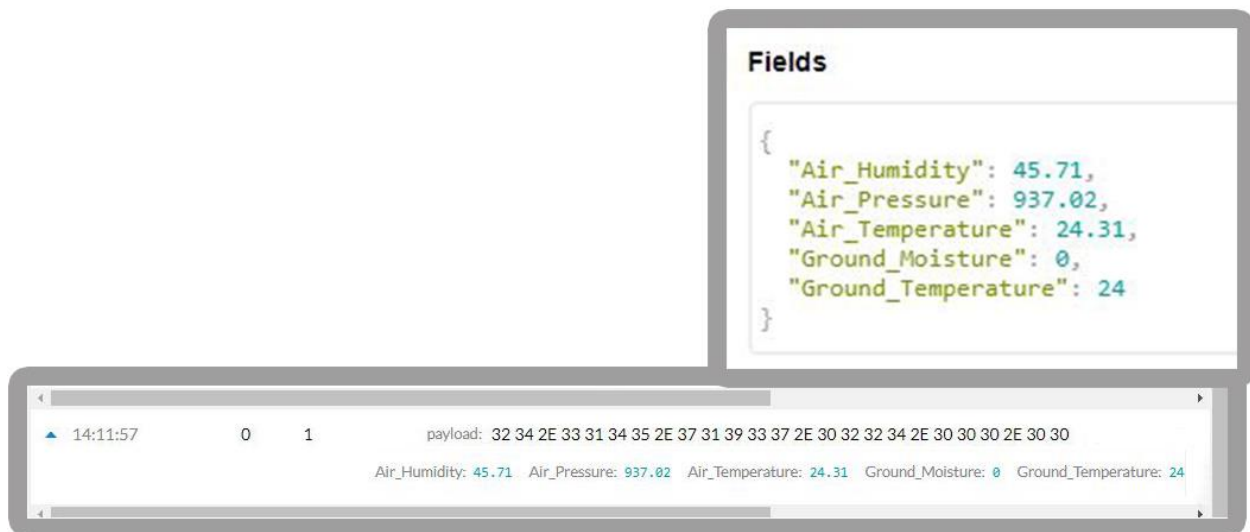 Fields
{
"Air_Humidity": 45.71,
"Air_Pressure": 937.02,
"Air_Temperature": 24.31,
"Ground_Moisture": 0,
"Ground_Temperature": 24
}
14:11:57 0 1 payload: 32 34 2E 33 31 34 35 2E 37 31 39 33 37 2E 30 32 32 34 2E 30 30 30 2E 30 30
Air_Humidity: 45.71 Air_Pressure: 937.02 Air_Temperature: 24.31 Ground_Moisture: 0 Ground_Temperature: 24